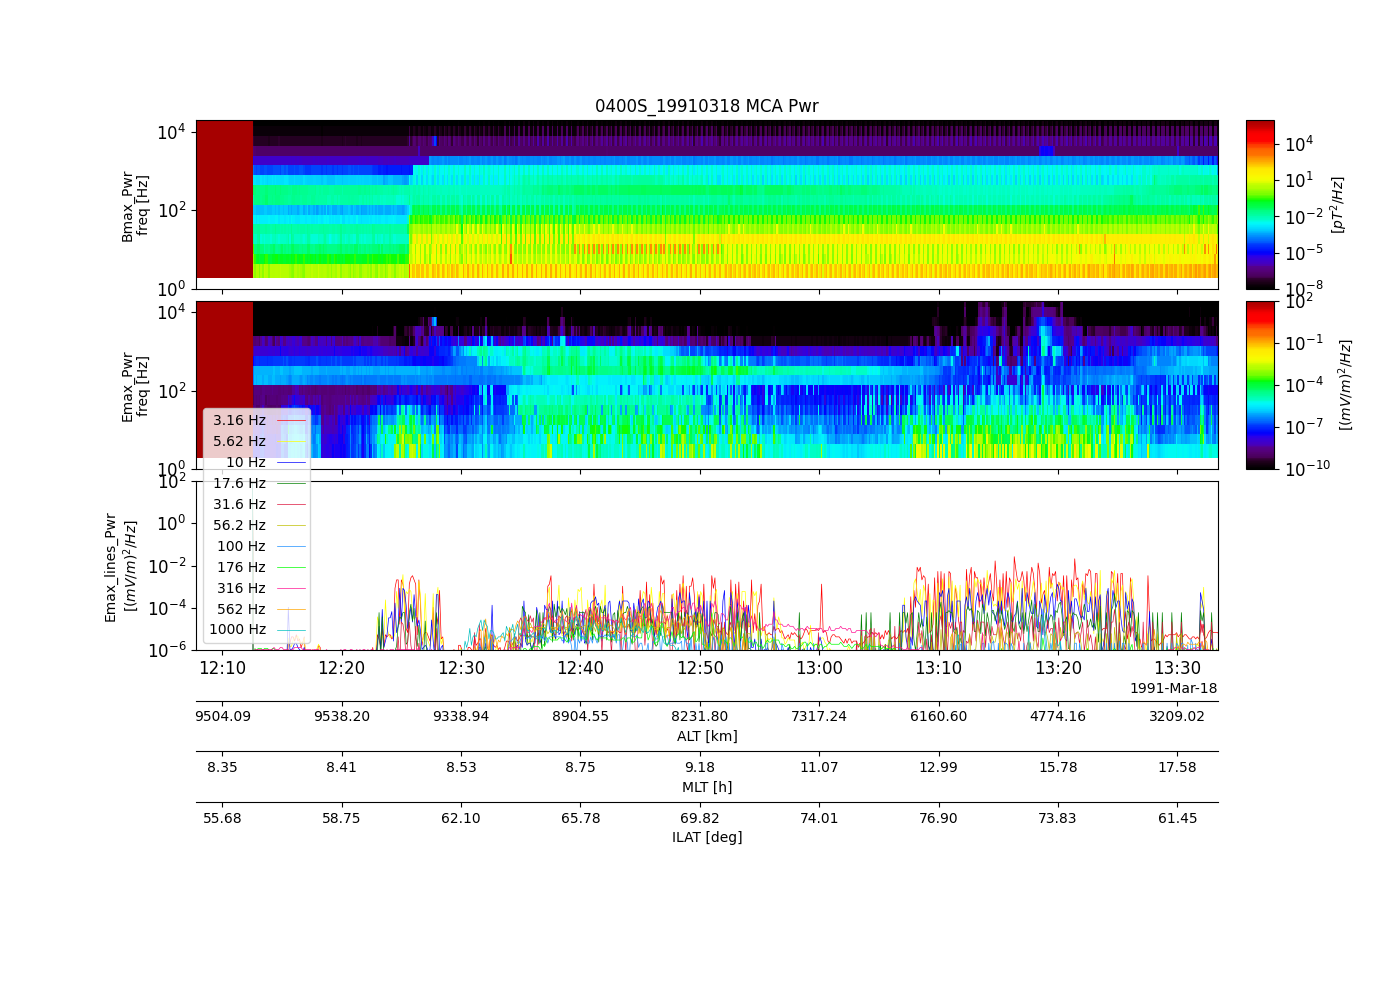 0400S_19910318 MCA Pwr
Bmax_Pwr
freq [Hz]
10^4
10^2
10^0
10^4
10^1
10^-2
10^-5
10^-8
[pT^2/Hz]
Emax_Pwr
freq [Hz]
10^4
10^2
10^0
10^2
10^-1
10^-4
10^-7
10^-10
[(mV/m)^2/Hz]
3.16 Hz
5.62 Hz
10 Hz
17.6 Hz
31.6 Hz
56.2 Hz
100 Hz
176 Hz
316 Hz
562 Hz
1000 Hz
Emax_lines_Pwr
[(mV/m)^2/Hz]
10^2
10^0
10^-2
10^-4
10^-6
12:10 12:20 12:30 12:40 12:50 13:00 13:10 13:20 13:30
1991-Mar-18
9504.09 9538.20 9338.94 8904.55 8231.80 7317.24 6160.60 4774.16 3209.02
ALT [km]
8.35 8.41 8.53 8.75 9.18 11.07 12.99 15.78 17.58
MLT [h]
55.68 58.75 62.10 65.78 69.82 74.01 76.90 73.83 61.45
ILAT [deg]